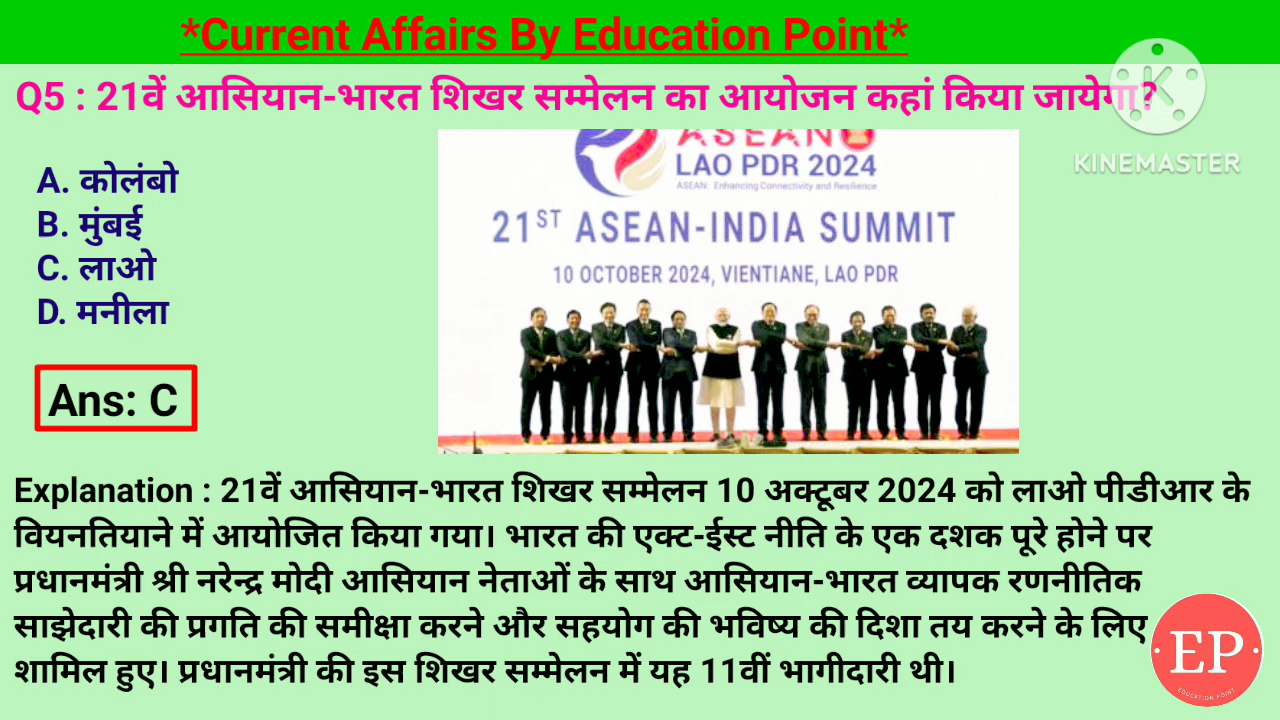 *Current Affairs By Education Point*
Q5 : 21वें आसियान-भारत शिखर सम्मेलन का आयोजन कहां किया जायेगा?
KINEMASTER
A. कोलंबो
B. मुंबई
C. लाओ
D. मनीला
ASEAN
LAO PDR 2024
ASEAN: Enhancing Connectivity and Resilience
21ST ASEAN-INDIA SUMMIT
10 OCTOBER 2024, VIENTIANE, LAO PDR
Ans: C
Explanation : 21वें आसियान-भारत शिखर सम्मेलन 10 अक्टूबर 2024 को लाओ पीडीआर के
वियनतियाने में आयोजित किया गया। भारत की एक्ट-ईस्ट नीति के एक दशक पूरे होने पर
प्रधानमंत्री श्री नरेन्द्र मोदी आसियान नेताओं के साथ आसियान-भारत व्यापक रणनीतिक
साझेदारी की प्रगति की समीक्षा करने और सहयोग की भविष्य की दिशा तय करने के लिए
शामिल हुए। प्रधानमंत्री की इस शिखर सम्मेलन में यह 11वीं भागीदारी थी।
EP
EDUCATION POINT